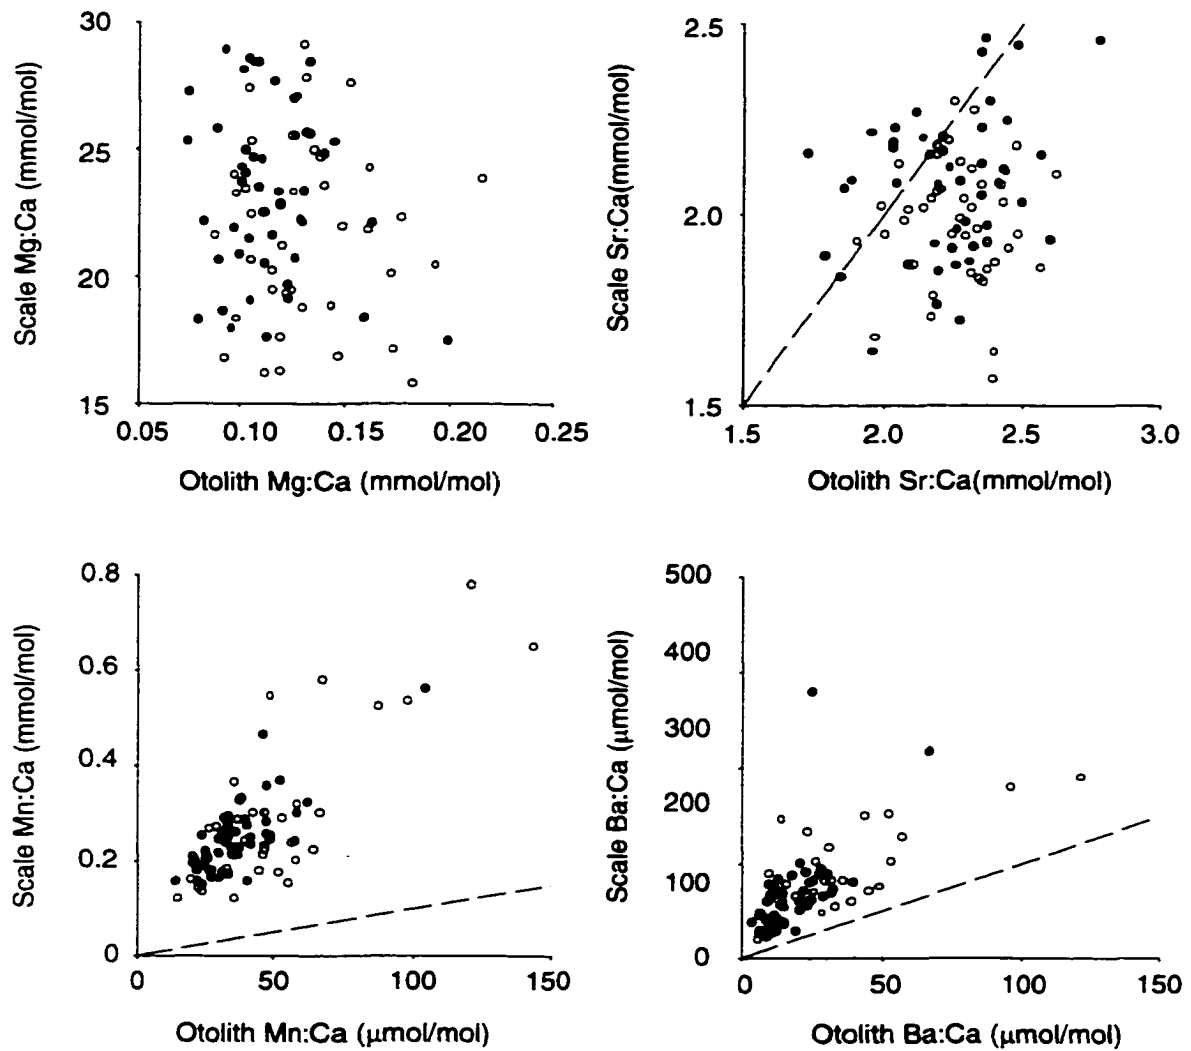 Scale Mg:Ca (mmol/mol)
30
25
20
15
0.05 0.10 0.15 0.20 0.25
Otolith Mg:Ca (mmol/mol)
Scale Sr:Ca(mmol/mol)
2.5
2.0
1.5
1.5 2.0 2.5 3.0
Otolith Sr:Ca(mmol/mol)
Scale Mn:Ca (mmol/mol)
0.8
0.6
0.4
0.2
0
0 50 100 150
Otolith Mn:Ca (μmol/mol)
Scale Ba:Ca (μmol/mol)
500
400
300
200
100
0
0 50 100 150
Otolith Ba:Ca (μmol/mol)